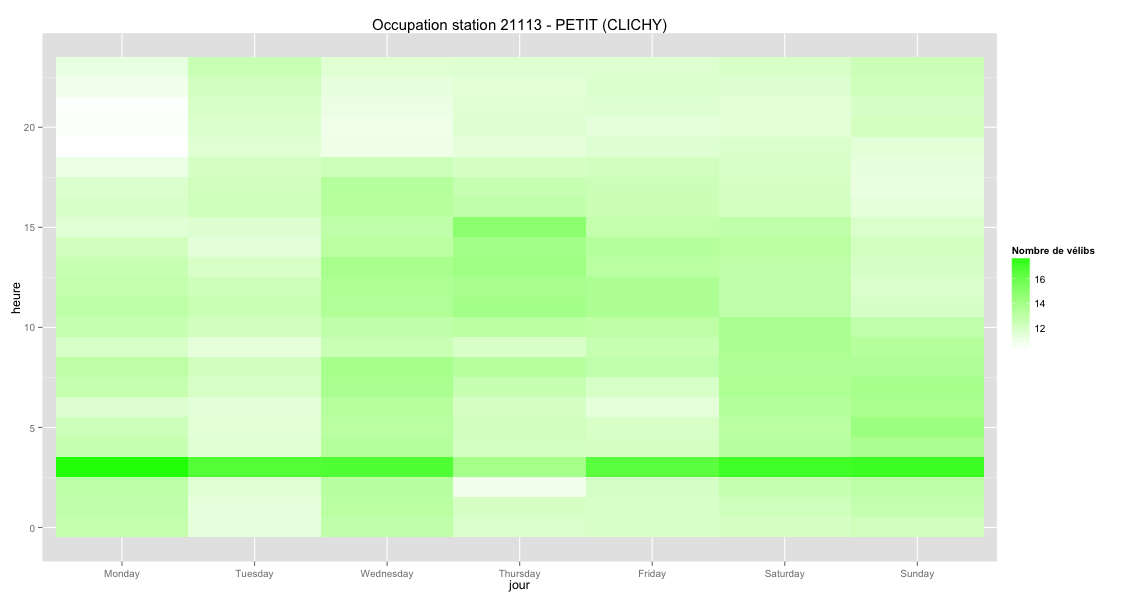 Occupation station 21113 - PETIT (CLICHY)
heure
20
15
10
5
0
Monday Tuesday Wednesday Thursday Friday Saturday Sunday
jour
Nombre de vélibs
16
14
12